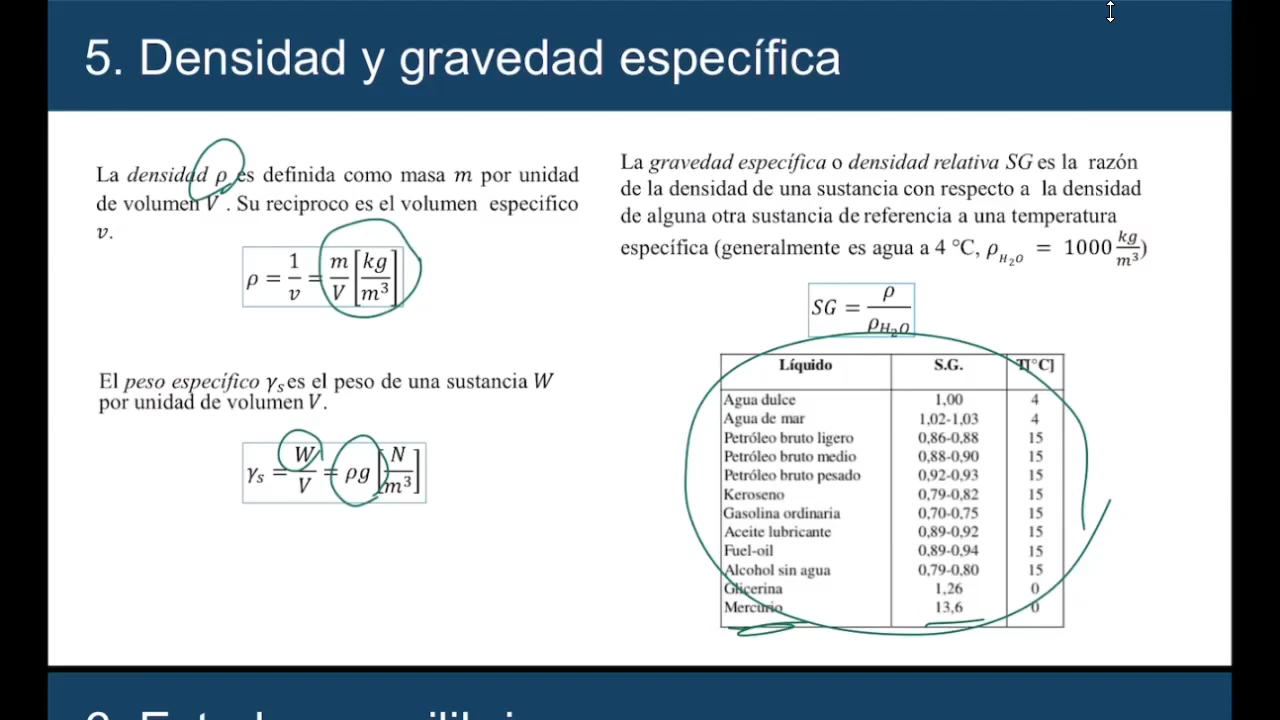 5. Densidad y gravedad específica
La densidad ρ es definida como masa m por unidad
de volumen V . Su reciproco es el volumen especifico
v.
ρ = 1/v = m/V [kg/m³]
El peso específico γₛ es el peso de una sustancia W
por unidad de volumen V.
γₛ = W/V = ρg [N/m³]
La gravedad específica o densidad relativa SG es la razón
de la densidad de una sustancia con respecto a la densidad
de alguna otra sustancia de referencia a una temperatura
específica (generalmente es agua a 4 °C, ρ_H₂O = 1000 kg/m³)
SG = ρ/ρ_H₂O
Líquido S.G. T[°C]
Agua dulce 1,00 4
Agua de mar 1,02-1,03 4
Petróleo bruto ligero 0,86-0,88 15
Petróleo bruto medio 0,88-0,90 15
Petróleo bruto pesado 0,92-0,93 15
Keroseno 0,79-0,82 15
Gasolina ordinaria 0,70-0,75 15
Aceite lubricante 0,89-0,92 15
Fuel-oil 0,89-0,94 15
Alcohol sin agua 0,79-0,80 15
Glicerina 1,26 0
Mercurio 13,6 0